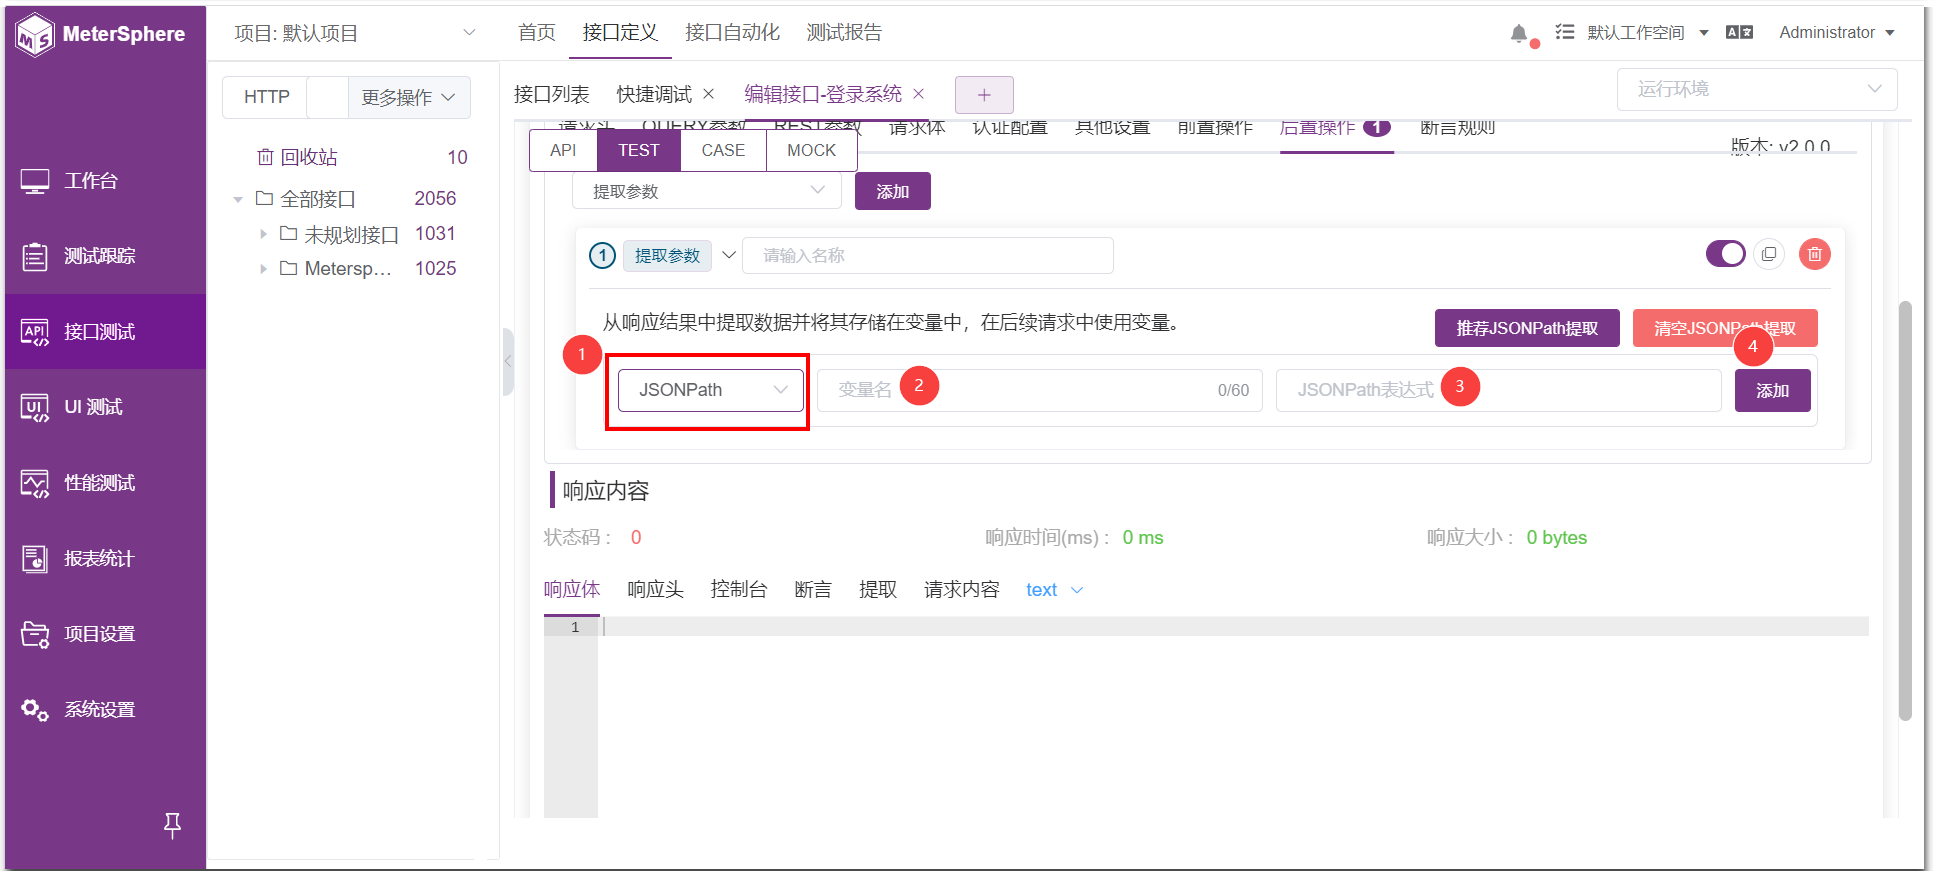 MeterSphere
项目: 默认项目
首页 接口定义 接口自动化 测试报告
默认工作空间
Administrator
HTTP
更多操作
接口列表 快捷调试 编辑接口-登录系统
运行环境
请求头 QUERY参数 REST参数 请求体 认证配置 其他设置 前置操作 后置操作 1 断言规则
API TEST CASE MOCK
版本: v2.0.0
回收站 10
全部接口 2056
未规划接口 1031
Metersp... 1025
工作台
测试跟踪
接口测试
UI 测试
性能测试
报表统计
项目设置
系统设置
提取参数 添加
1 提取参数 请输入名称
从响应结果中提取数据并将其存储在变量中，在后续请求中使用变量。
推荐JSONPath提取 清空JSONPath提取
1
JSONPath 变量名 2 0/60 JSONPath表达式 3 4 添加
响应内容
状态码： 0 响应时间(ms)： 0 ms 响应大小： 0 bytes
响应体 响应头 控制台 断言 提取 请求内容 text
1